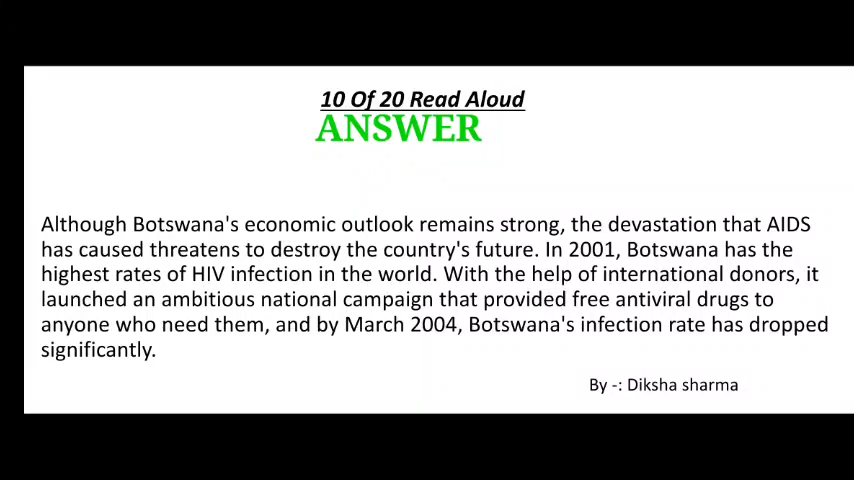 10 Of 20 Read Aloud
ANSWER
Although Botswana's economic outlook remains strong, the devastation that AIDS
has caused threatens to destroy the country's future. In 2001, Botswana has the
highest rates of HIV infection in the world. With the help of international donors, it
launched an ambitious national campaign that provided free antiviral drugs to
anyone who need them, and by March 2004, Botswana's infection rate has dropped
significantly.
By -: Diksha sharma